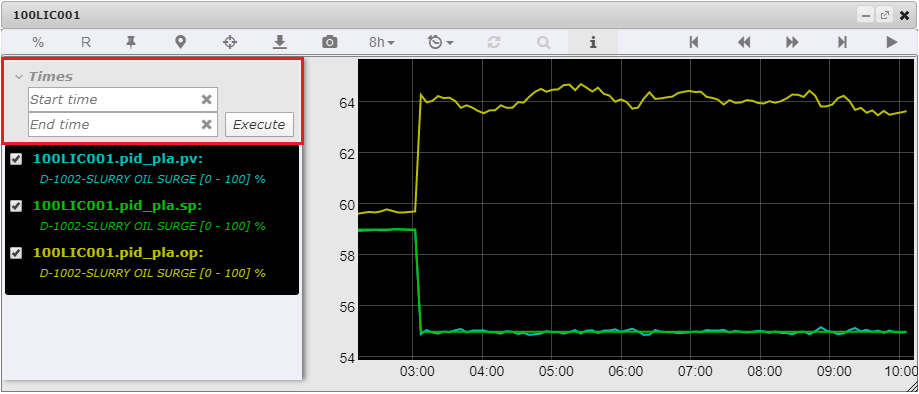 100LIC001
% R 8h i
Times
Start time
End time Execute
100LIC001.pid_pla.pv:
D-1002-SLURRY OIL SURGE [0 - 100] %
100LIC001.pid_pla.sp:
D-1002-SLURRY OIL SURGE [0 - 100] %
100LIC001.pid_pla.op:
D-1002-SLURRY OIL SURGE [0 - 100] %
64
62
60
58
56
54
03:00 04:00 05:00 06:00 07:00 08:00 09:00 10:00